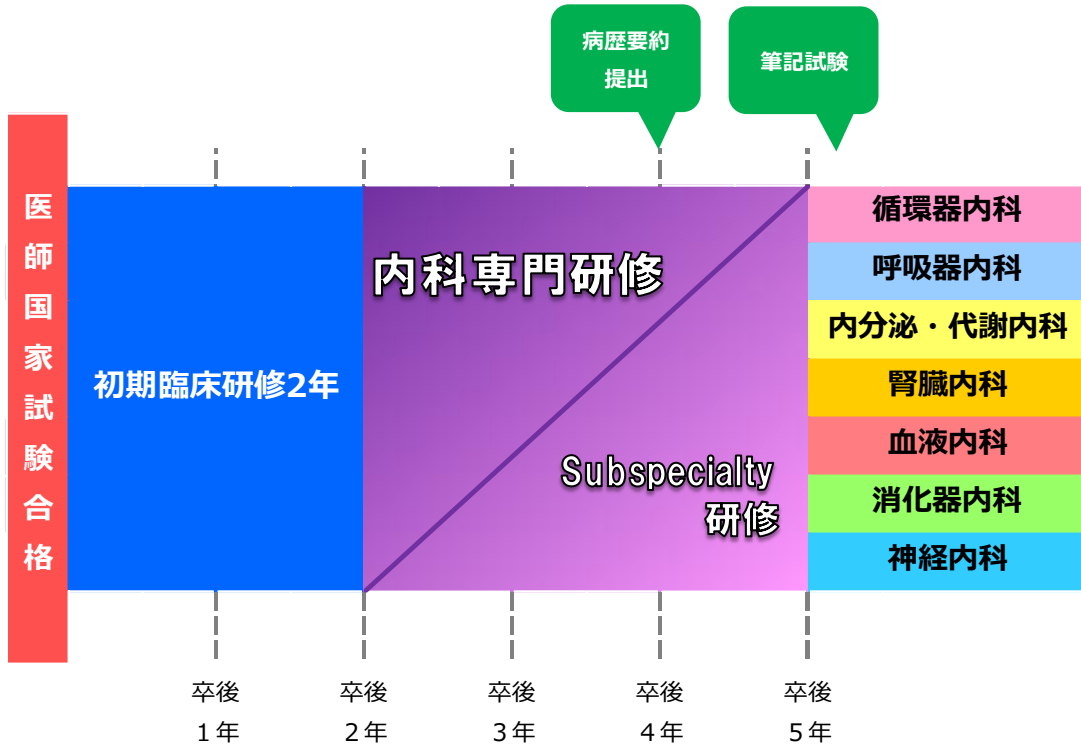 病歴要約
提出
筆記試験
医師国家試験合格
初期臨床研修2年
内科専門研修
Subspecialty
研修
循環器内科
呼吸器内科
内分泌・代謝内科
腎臓内科
血液内科
消化器内科
神経内科
卒後
1年
卒後
2年
卒後
3年
卒後
4年
卒後
5年